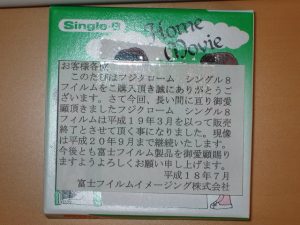 Single-8
Home
Movie
お客様各位
このたびはフジクローム シングル8
フイルムをご購入頂き誠にありがとうご
ざいます。さて今回、長い間に亘り御愛
顧頂きましたフジクローム シングル8
フィルムは平成19年3月を以って販売
終了とさせて頂く事になりました。現像
は平成20年9月まで継続いたします。
今後とも富士フイルム製品を御愛顧賜り
ますようよろしくお願い申し上げます。
平成18年7月
富士フイルムイメージング株式会社